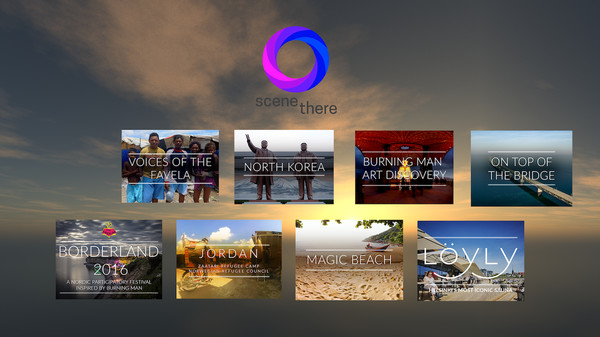 scene
there
VOICES OF THE
FAVELA
NORTH KOREA
BURNING MAN
ART DISCOVERY
ON TOP OF
THE BRIDGE
BORDERLAND
2016
A NORDIC PARTICIPATORY FESTIVAL
INSPIRED BY BURNING MAN
JORDAN
ZAATARI REFUGEE CAMP
NORWEGIAN REFUGEE COUNCIL
MAGIC BEACH
LÖYLY
HELSINKI'S MOST ICONIC SAUNA